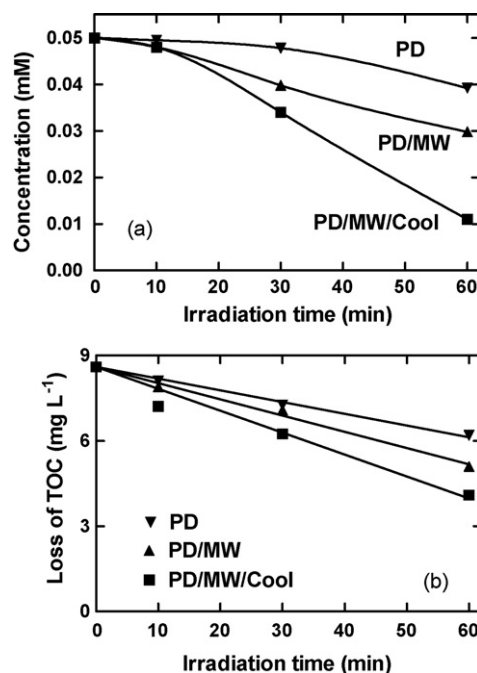 0.05
0.04
0.03
0.02
0.01
0.00
Concentration (mM)
PD
PD/MW
PD/MW/Cool
(a)
0 10 20 30 40 50 60
Irradiation time (min)
9
6
3
0
Loss of TOC (mg L⁻¹)
PD
PD/MW
PD/MW/Cool
(b)
0 10 20 30 40 50 60
Irradiation time (min)